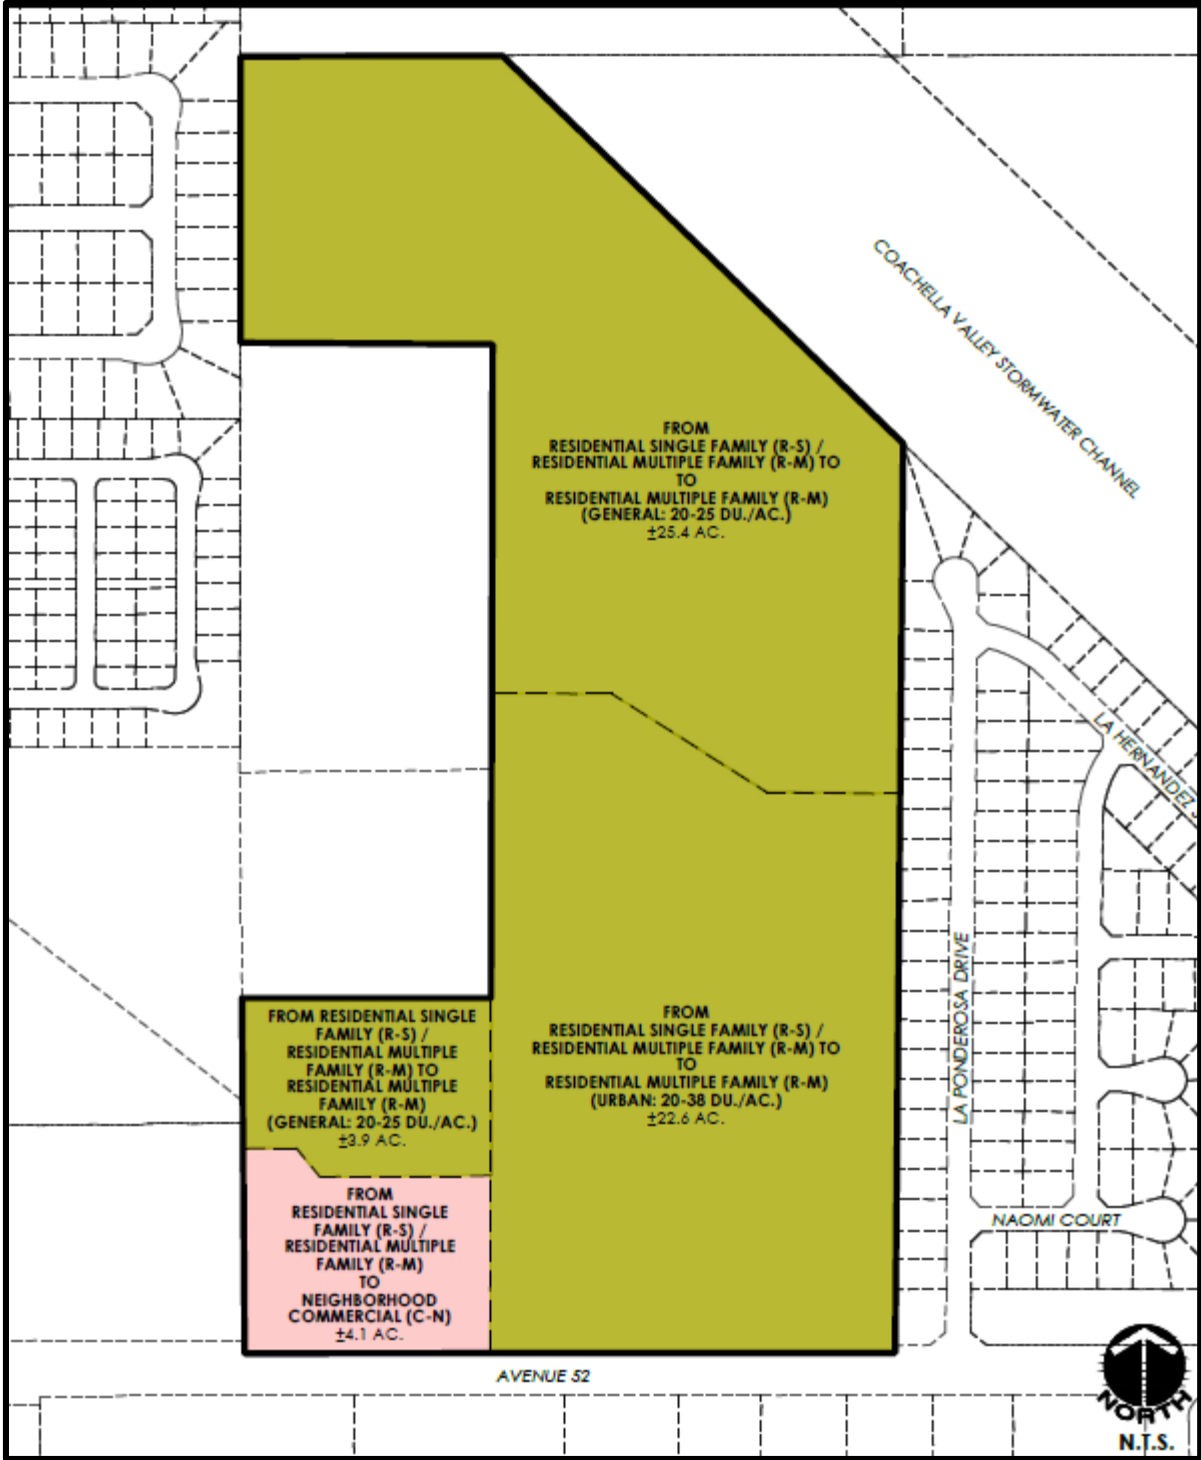 COACHELLA VALLEY STORMWATER CHANNEL
FROM
RESIDENTIAL SINGLE FAMILY (R-S) /
RESIDENTIAL MULTIPLE FAMILY (R-M) TO
TO
RESIDENTIAL MULTIPLE FAMILY (R-M)
(GENERAL: 20-25 DU./AC.)
±25.4 AC.
LA HERNANDEZ
LA PONDEROSA DRIVE
FROM RESIDENTIAL SINGLE
FAMILY (R-S) /
RESIDENTIAL MULTIPLE
FAMILY (R-M) TO
RESIDENTIAL MULTIPLE
FAMILY (R-M)
(GENERAL: 20-25 DU./AC.)
±3.9 AC.
FROM
RESIDENTIAL SINGLE FAMILY (R-S) /
RESIDENTIAL MULTIPLE FAMILY (R-M) TO
TO
RESIDENTIAL MULTIPLE FAMILY (R-M)
(URBAN: 20-38 DU./AC.)
±22.6 AC.
FROM
RESIDENTIAL SINGLE
FAMILY (R-S) /
RESIDENTIAL MULTIPLE
FAMILY (R-M)
TO
NEIGHBORHOOD
COMMERCIAL (C-N)
±4.1 AC.
NAOMI COURT
AVENUE 52
NORTH
N.T.S.